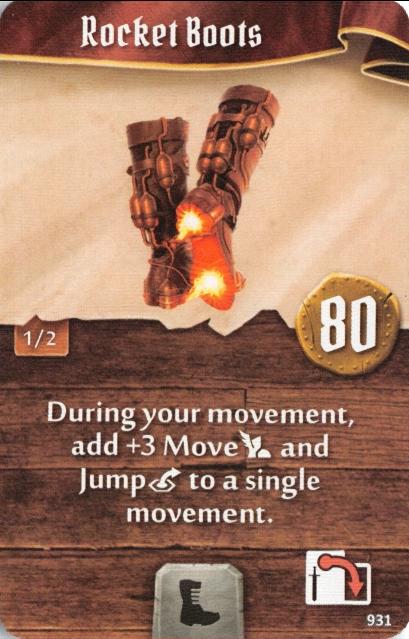 Rocket Boots
80
1/2
During your movement,
add +3 Move and
Jump to a single
movement.
931